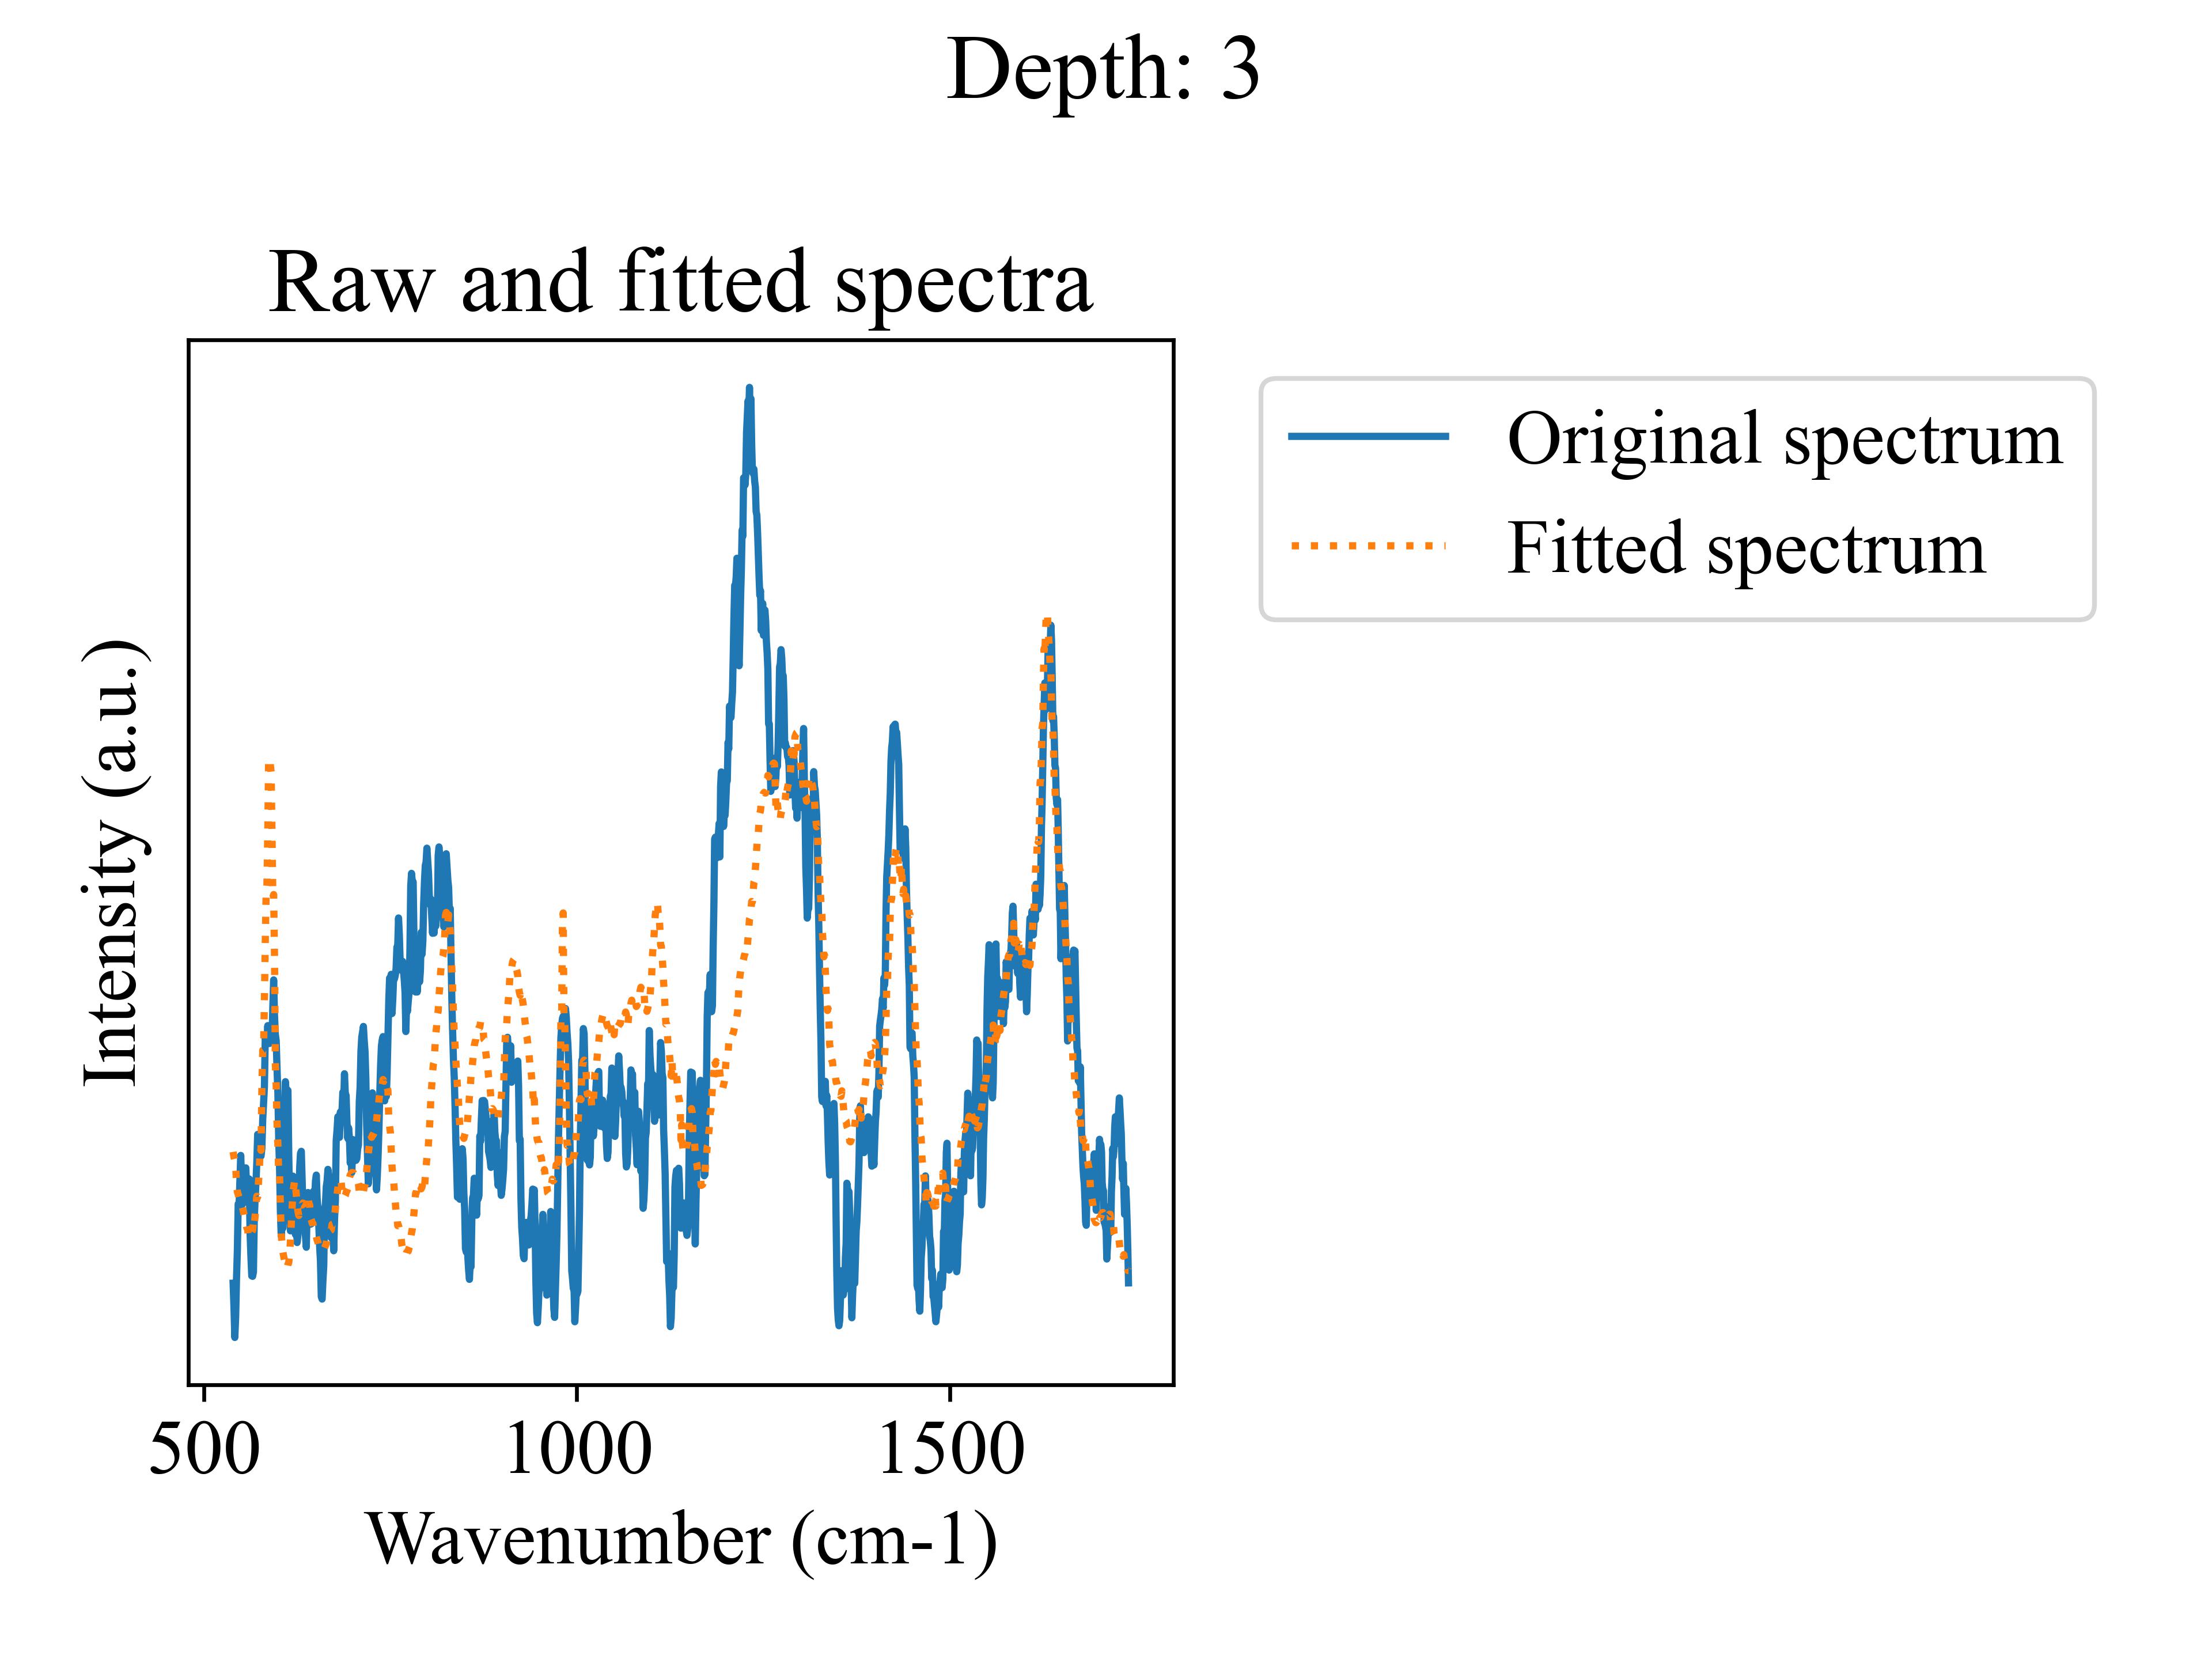 Depth: 3
Raw and fitted spectra
Original spectrum
Fitted spectrum
Intensity (a.u.)
500 1000 1500
Wavenumber (cm-1)